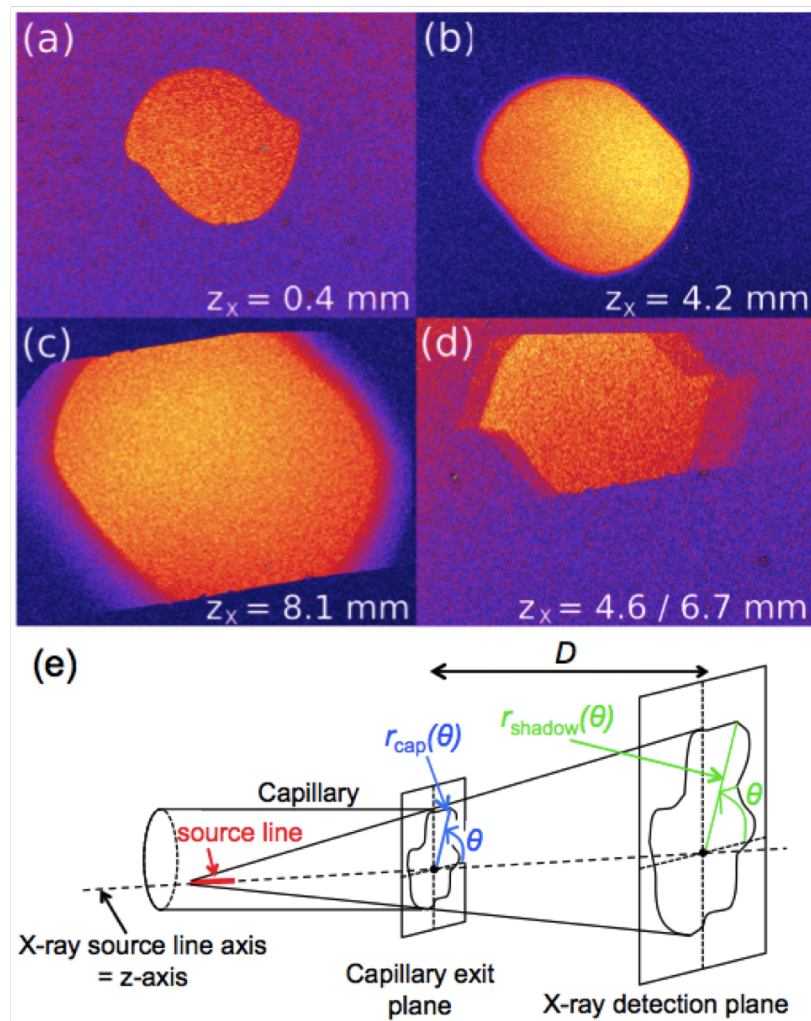 (a)
(b)
z_x = 0.4 mm
z_x = 4.2 mm
(c)
(d)
z_x = 8.1 mm
z_x = 4.6 / 6.7 mm
(e)
D
r_cap(θ)
r_shadow(θ)
Capillary
θ
θ
source line
X-ray source line axis
= z-axis
Capillary exit
plane
X-ray detection plane